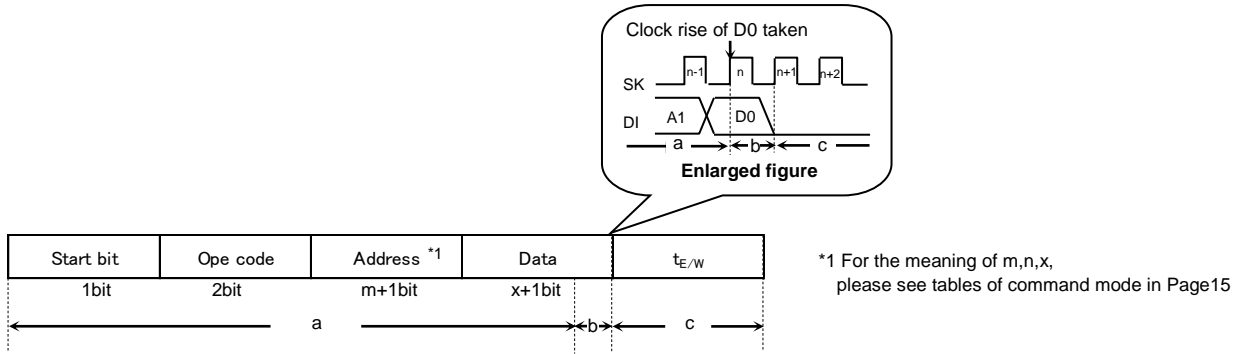 Clock rise of D0 taken
SK n-1 n n+1 n+2
DI A1 D0
a b c
Enlarged figure
Start bit Ope code Address *1 Data tE/W
1bit 2bit m+1bit x+1bit
a b c
*1 For the meaning of m,n,x,
please see tables of command mode in Page15